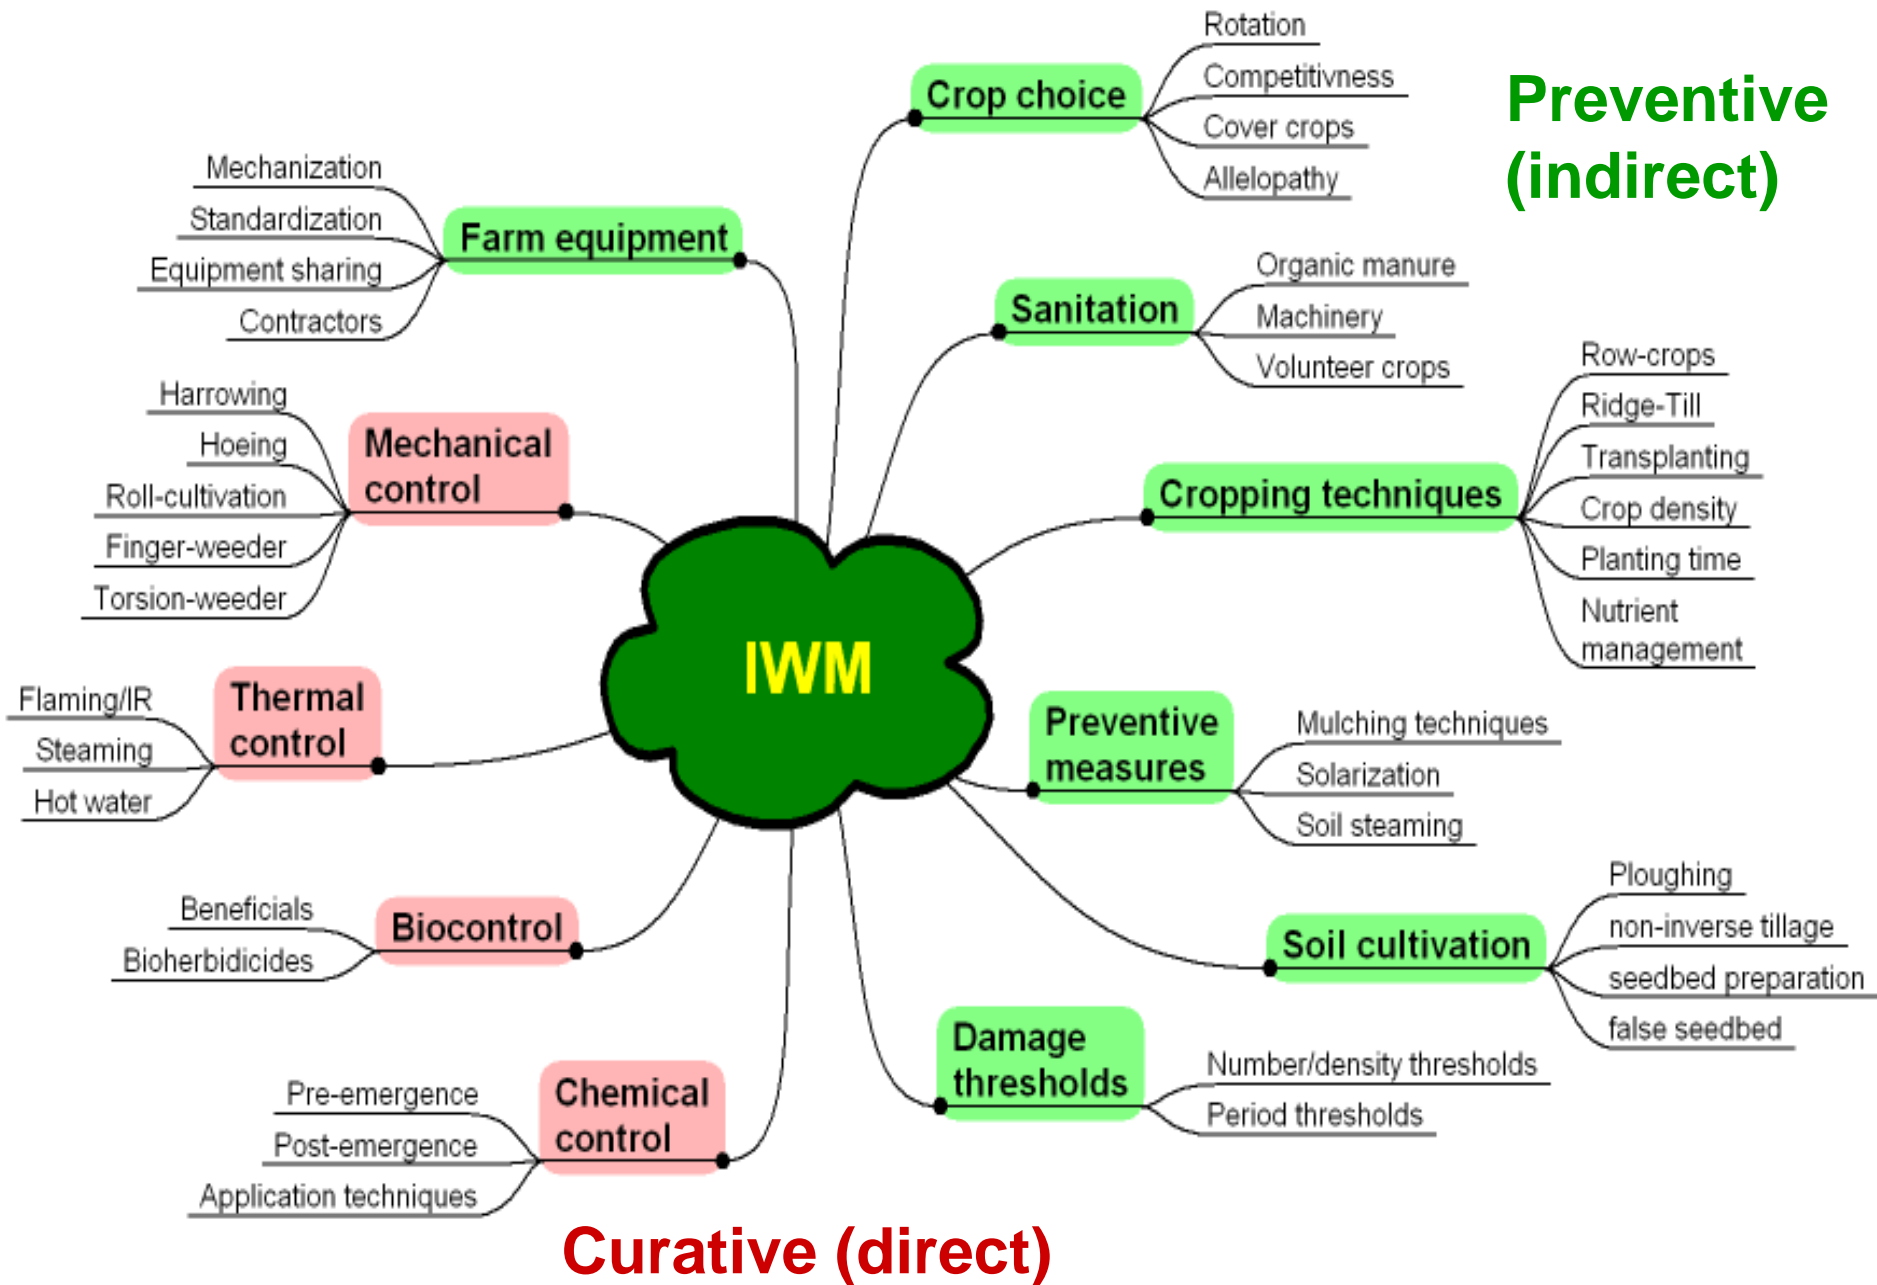 Rotation
Crop choice
Competitivness
Cover crops
Allelopathy
Preventive
(indirect)
Mechanization
Standardization
Farm equipment
Equipment sharing
Contractors
Organic manure
Sanitation
Machinery
Volunteer crops
Row-crops
Ridge-Till
Transplanting
Cropping techniques
Crop density
Planting time
Nutrient
management
Harrowing
Hoeing
Mechanical
control
Roll-cultivation
Finger-weeder
Torsion-weeder
IWM
Flaming/IR
Thermal
control
Steaming
Hot water
Preventive
measures
Mulching techniques
Solarization
Soil steaming
Beneficials
Biocontrol
Bioherbidicides
Ploughing
non-inverse tillage
Soil cultivation
seedbed preparation
false seedbed
Damage
thresholds
Number/density thresholds
Period thresholds
Pre-emergence
Chemical
control
Post-emergence
Application techniques
Curative (direct)